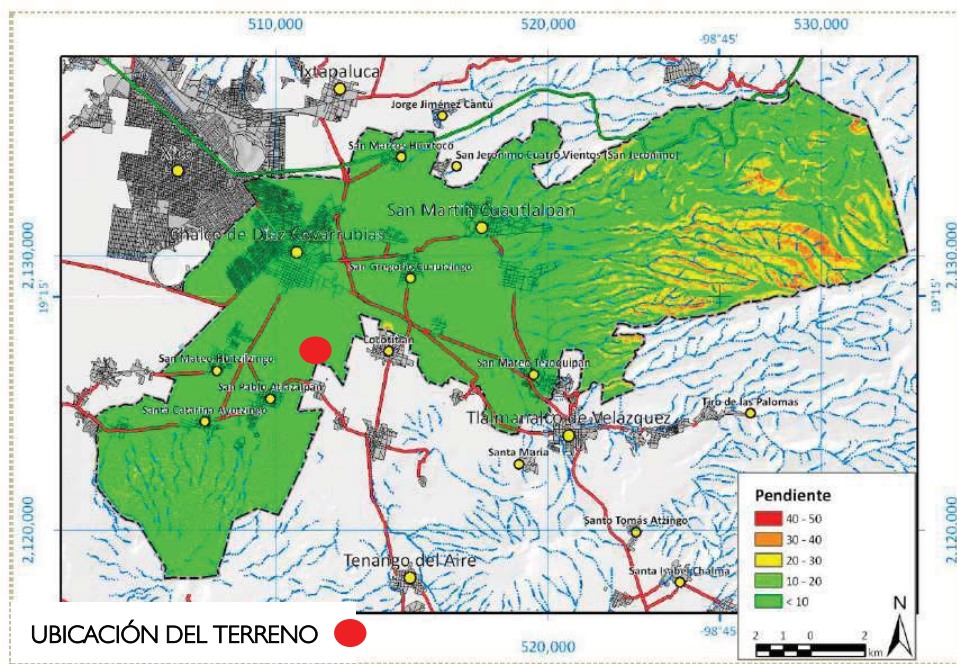 510,000
520,000
530,000
-98°45'
Ixtapaluca
Jorge Jiménez Cantú
San Marcos Huixtoco
San Jerónimo Cuatro Vientos (San Jerónimo)
Xico
San Martín Cuautlalpan
Chalco de Díaz Covarrubias
2,130,000
2,130,000
San Gregorio Cuautzingo
19°15'
19°15'
Cocotitlán
San Mateo Huitzilzingo
San Mateo Tezoquipan
San Pablo Atlazalpan
Tiro de las Palomas
Santa Catarina Ayotzingo
Tlalmanalco de Velázquez
Santa María
Pendiente
40 - 50
30 - 40
20 - 30
10 - 20
< 10
Santo Tomás Atzingo
2,120,000
2,120,000
Tenango del Aire
Santa Isabel Chalma
N
UBICACIÓN DEL TERRENO
2 1 0 2
km
520,000
-98°45'